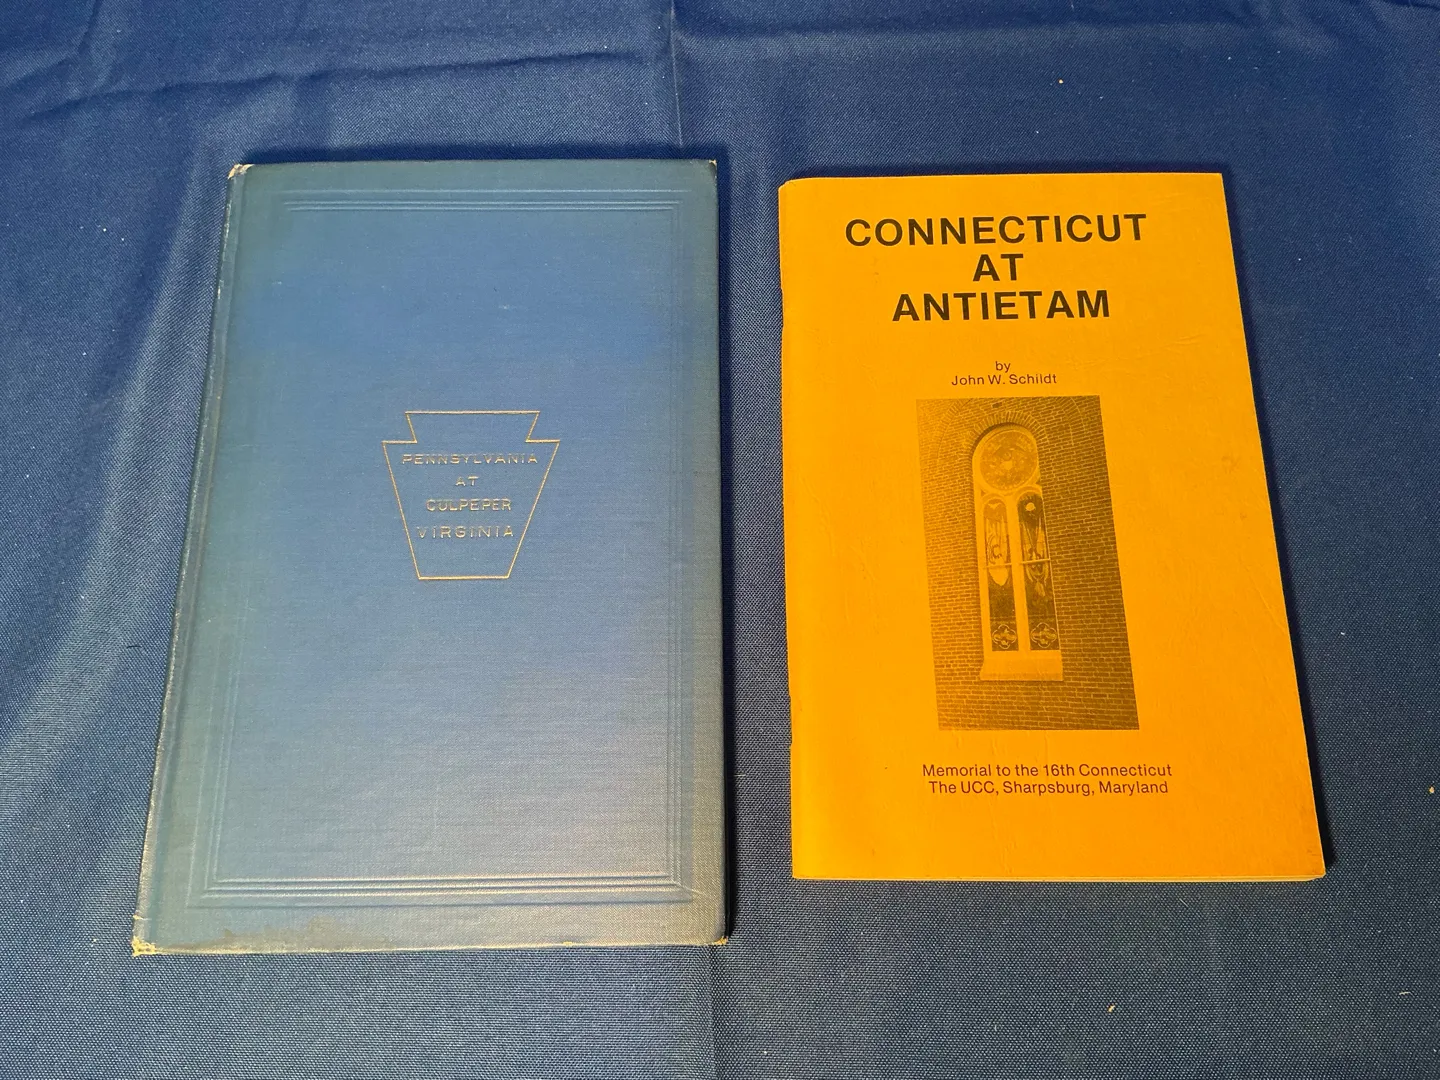 PENNSYLVANIA
AT
CULPEPER
VIRGINIA
CONNECTICUT
AT
ANTIETAM
by
John W. Schildt
Memorial to the 16th Connecticut
The UCC, Sharpsburg, Maryland